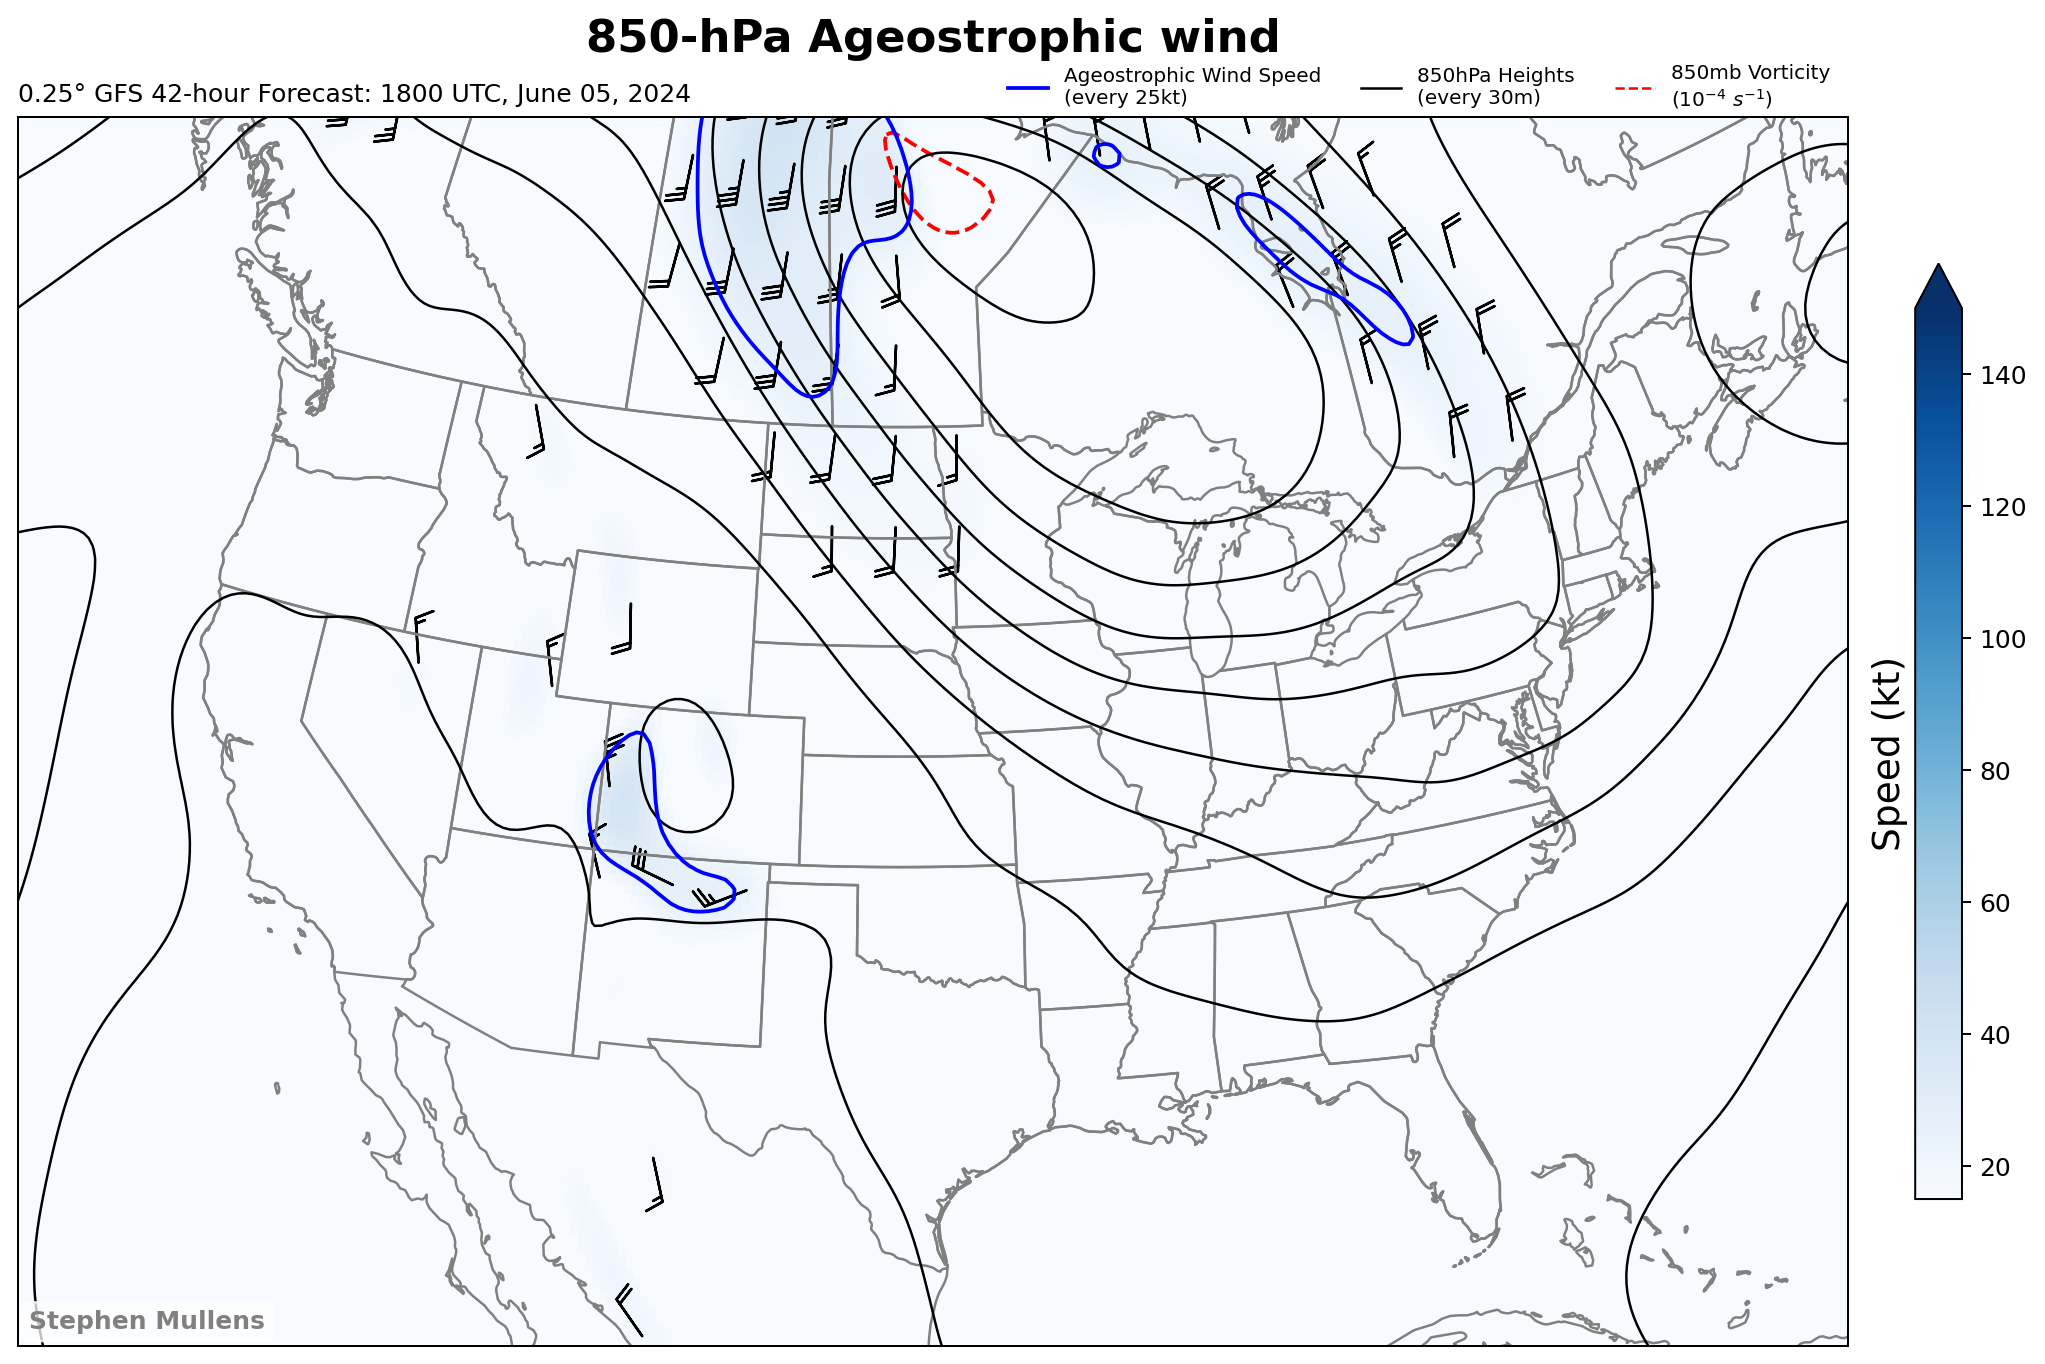 850-hPa Ageostrophic wind
0.25° GFS 42-hour Forecast: 1800 UTC, June 05, 2024
Ageostrophic Wind Speed
(every 25kt)
850hPa Heights
(every 30m)
850mb Vorticity
(10⁻⁴ s⁻¹)
140
120
100
80
60
40
20
Speed (kt)
Stephen Mullens